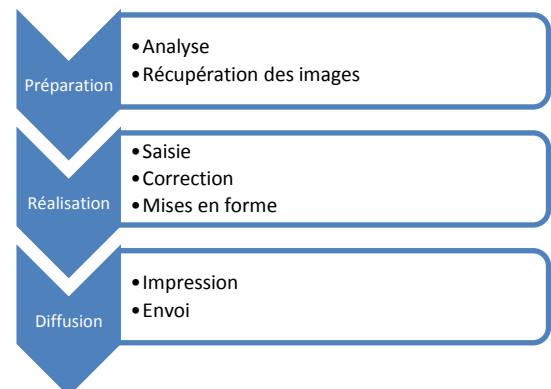 Préparation
•Analyse
•Récupération des images
Réalisation
•Saisie
•Correction
•Mises en forme
Diffusion
•Impression
•Envoi